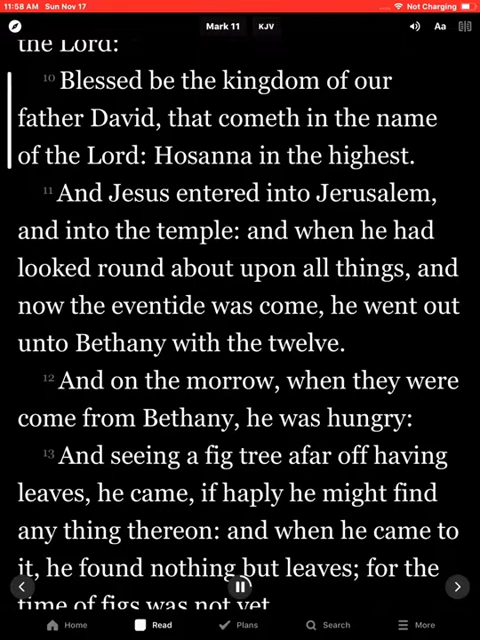 11:58 AM Sun Nov 17
Not Charging
Mark 11 KJV
Aa
the Lord:
10 Blessed be the kingdom of our
father David, that cometh in the name
of the Lord: Hosanna in the highest.
11 And Jesus entered into Jerusalem,
and into the temple: and when he had
looked round about upon all things, and
now the eventide was come, he went out
unto Bethany with the twelve.
12 And on the morrow, when they were
come from Bethany, he was hungry:
13 And seeing a fig tree afar off having
leaves, he came, if haply he might find
any thing thereon: and when he came to
it, he found nothing but leaves; for the
time of figs was not yet
Home Read Plans Search More